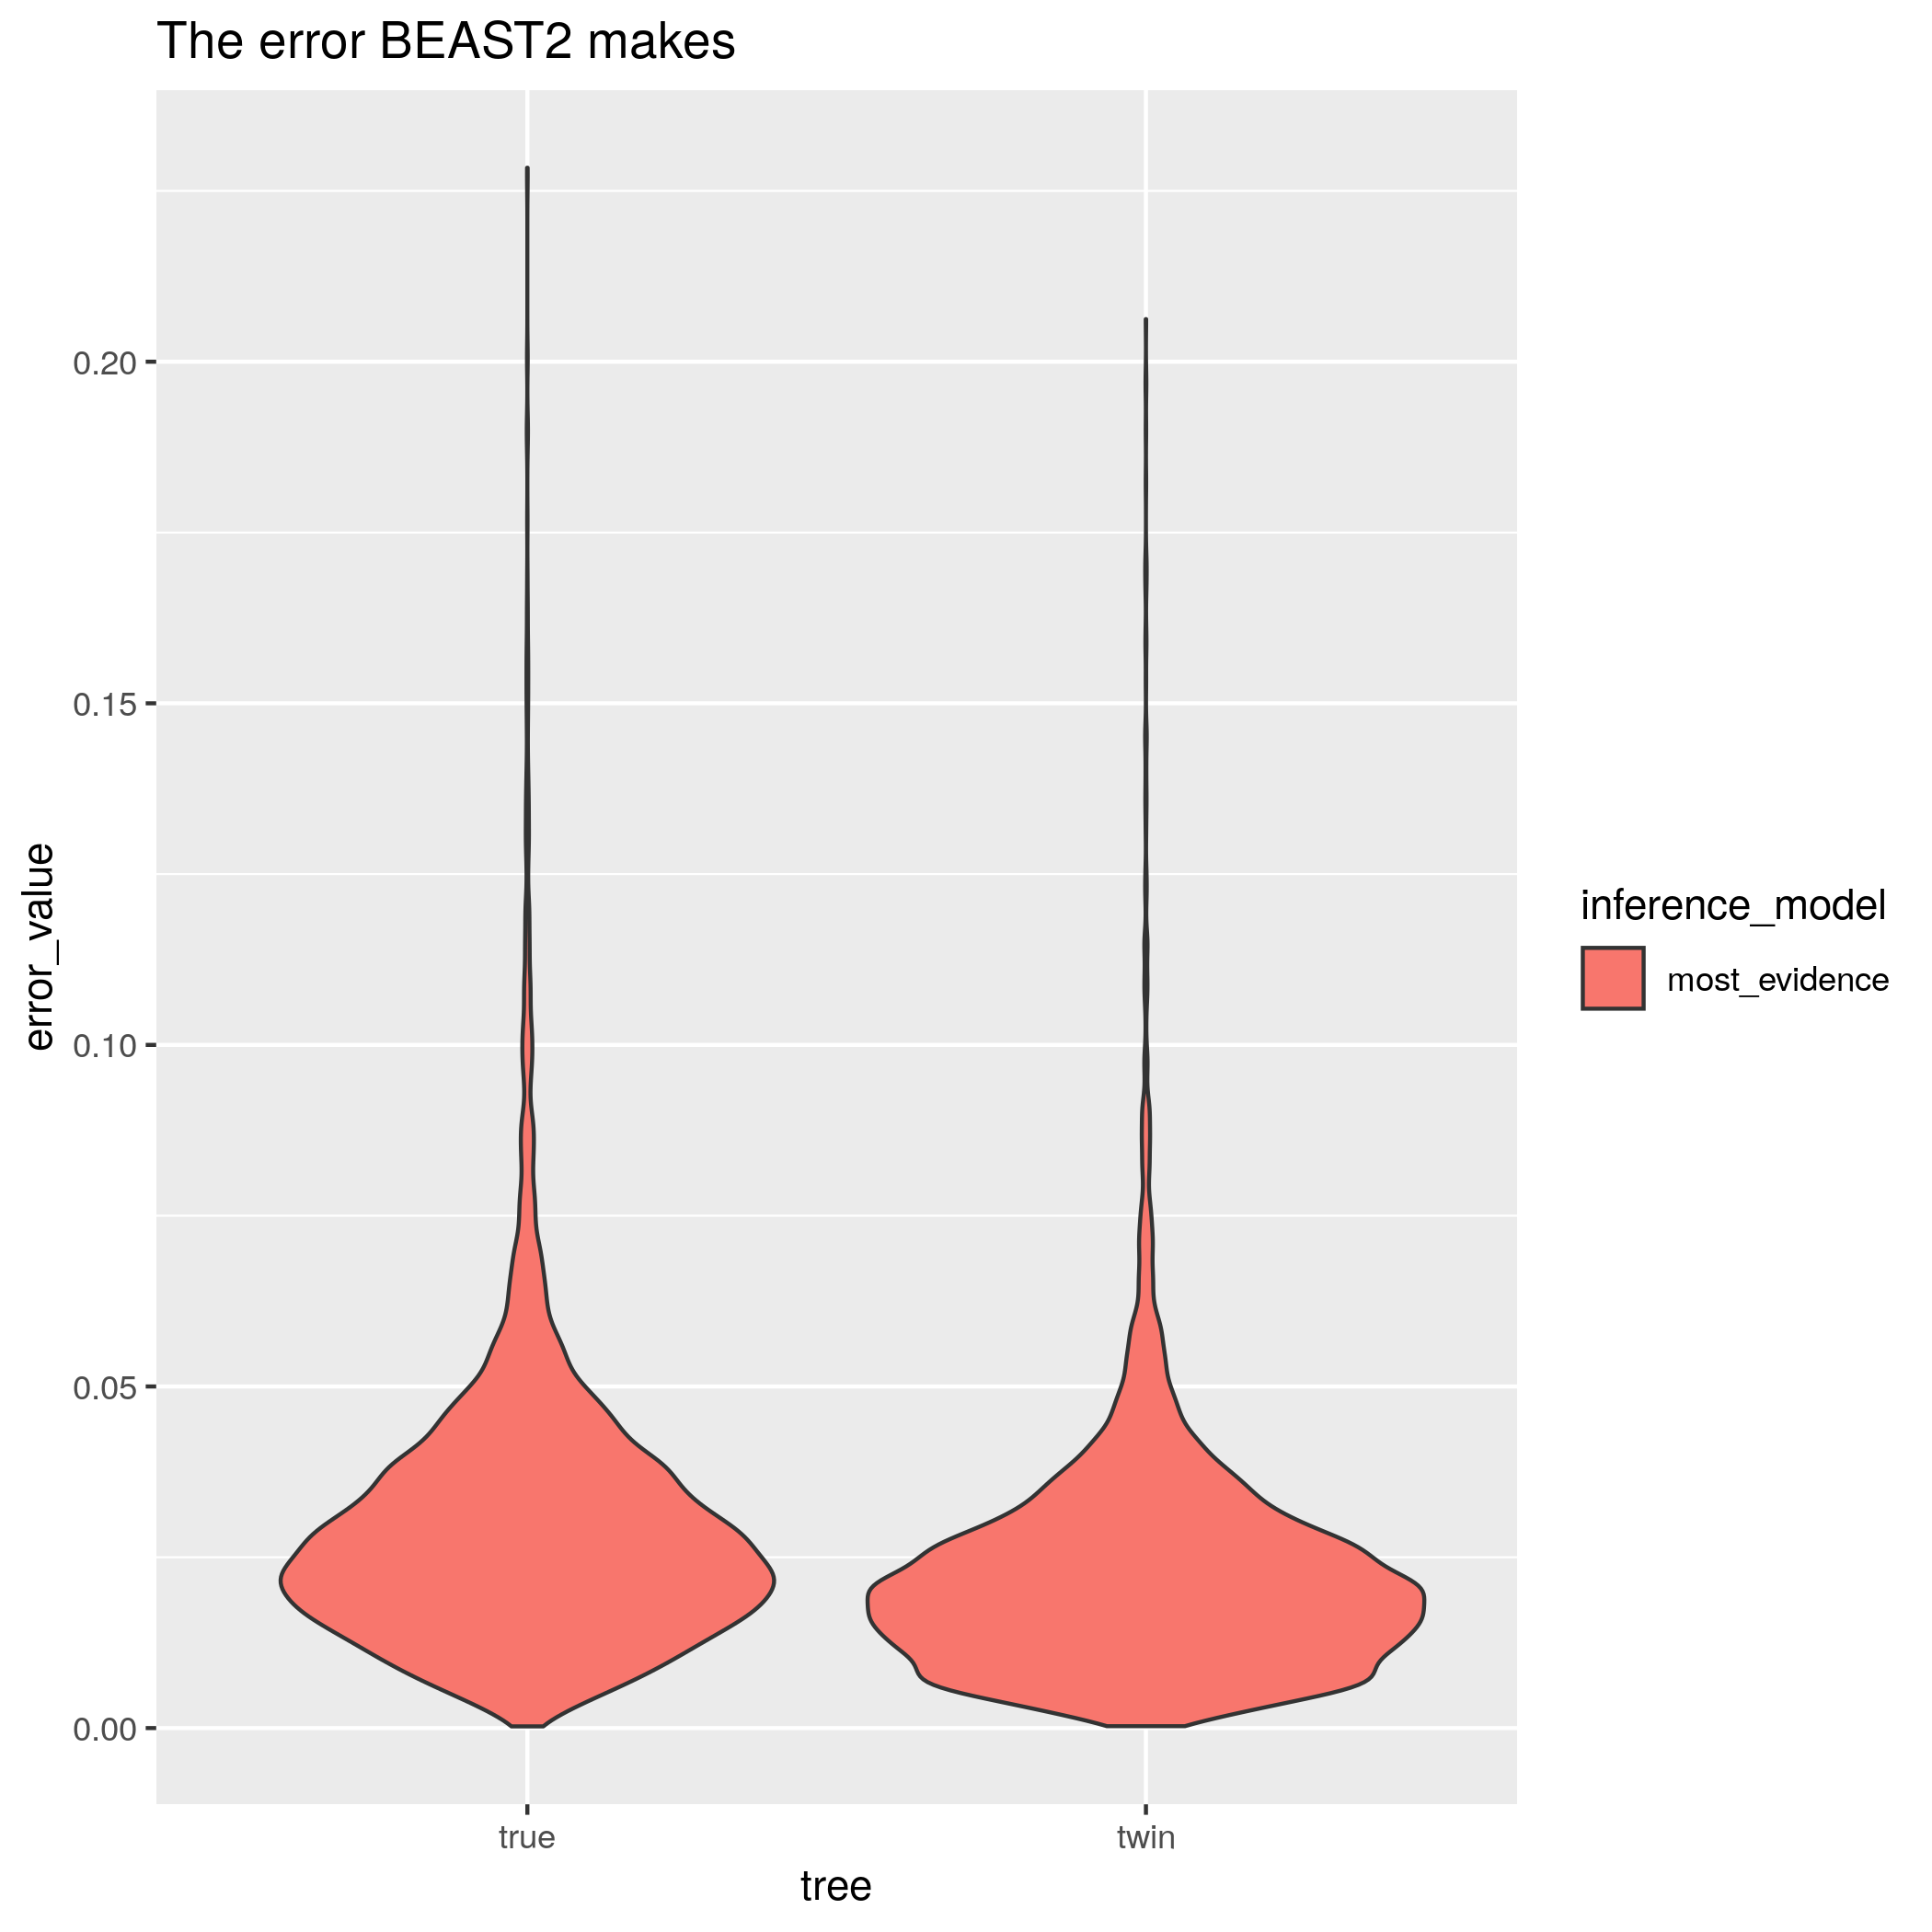 The error BEAST2 makes
error_value
0.20
0.15
0.10
0.05
0.00
true
twin
tree
inference_model
most_evidence